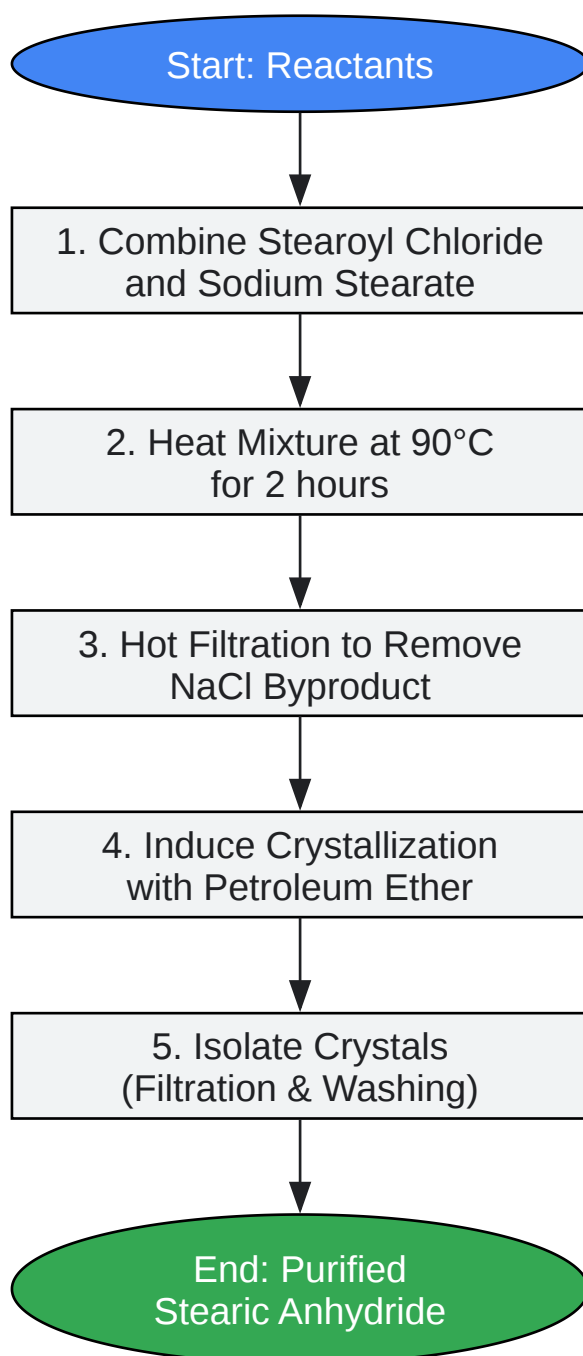 Start: Reactants
1. Combine Stearoyl Chloride
and Sodium Stearate
2. Heat Mixture at 90°C
for 2 hours
3. Hot Filtration to Remove
NaCl Byproduct
4. Induce Crystallization
with Petroleum Ether
5. Isolate Crystals
(Filtration & Washing)
End: Purified
Stearic Anhydride